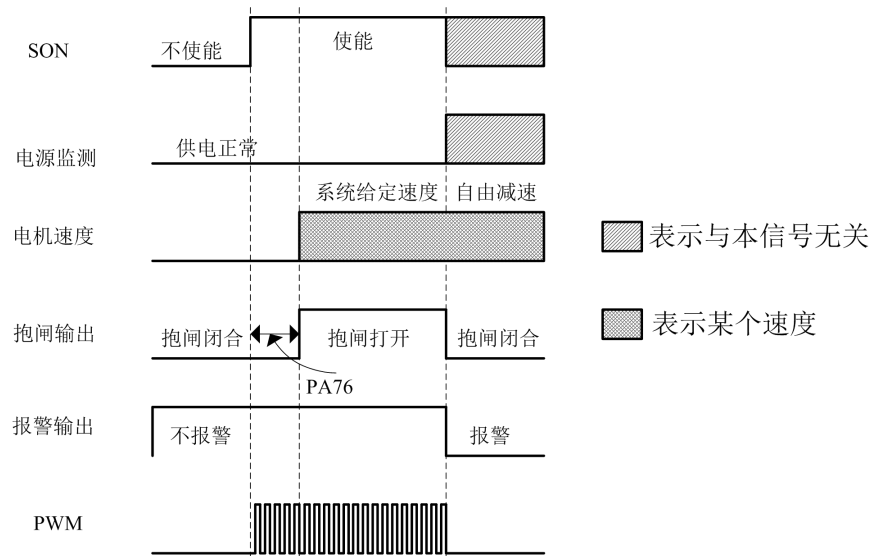 SON
不使能
使能
电源监测
供电正常
系统给定速度
自由减速
电机速度
表示与本信号无关
抱闸输出
抱闸闭合
抱闸打开
抱闸闭合
表示某个速度
PA76
报警输出
不报警
报警
PWM